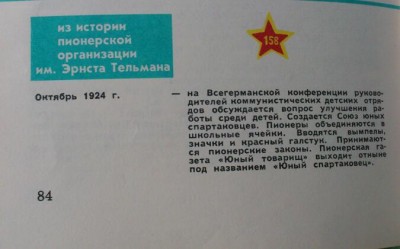 из истории
пионерской
организации
им. Эрнста Тельмана
158
Октябрь 1924 г.
— на Всегерманской конференции руково-
дителей коммунистических детских отря-
дов обсуждается вопрос улучшения ра-
боты среди детей. Создается Союз юных
спартаковцев. Пионеры объединяются в
школьные ячейки. Вводятся вымпелы,
значки и красный галстук. Принимают-
ся пионерские законы. Пионерская га-
зета «Юный товарищ» выходит отныне
под названием «Юный спартаковец».
84